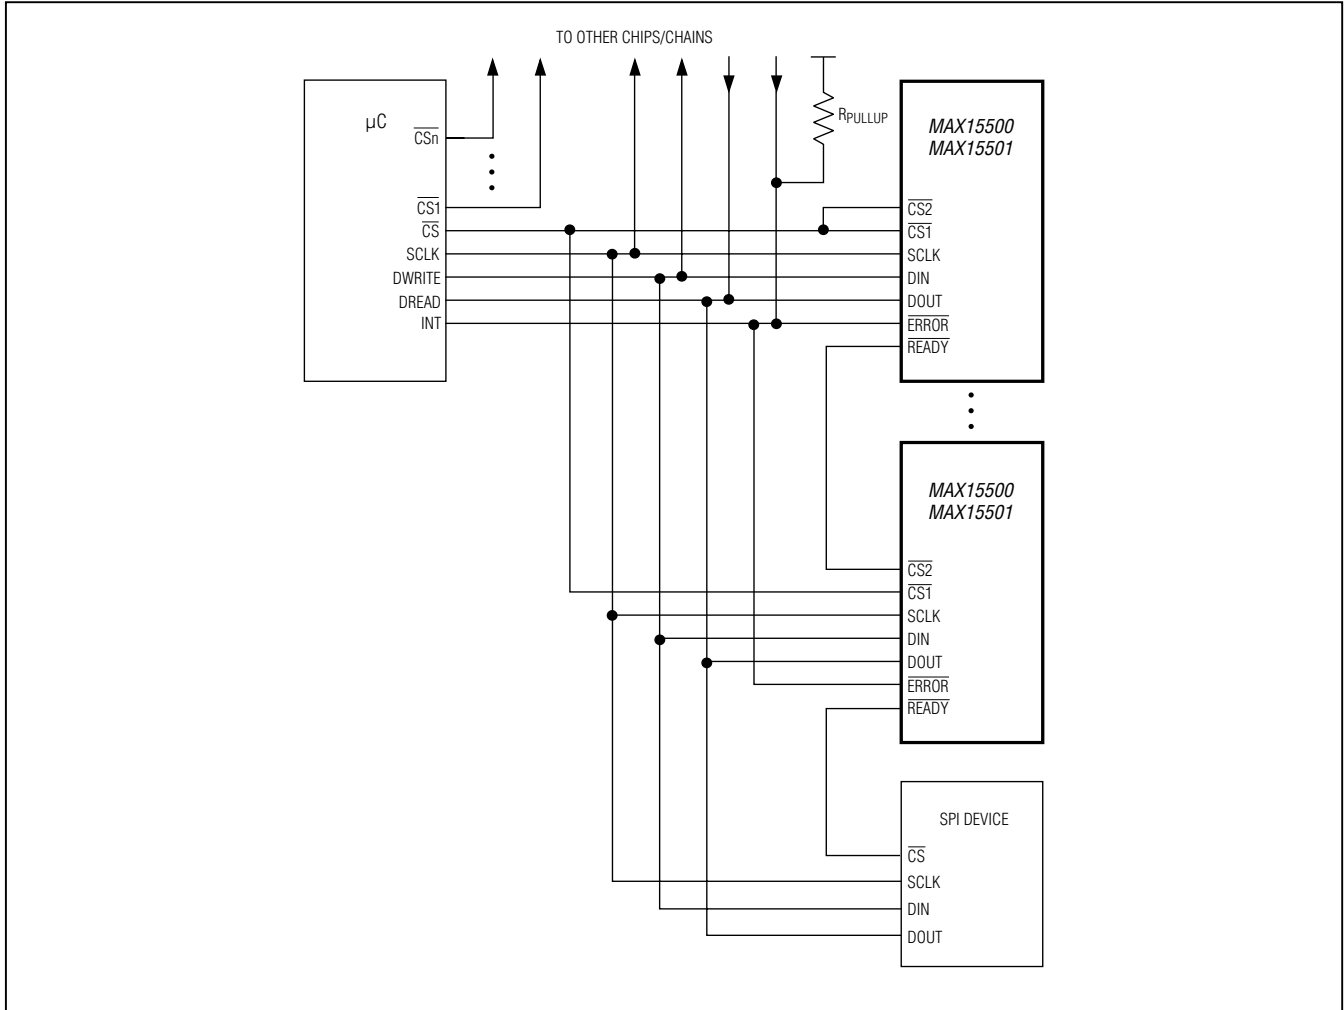 TO OTHER CHIPS/CHAINS
µC
CSn
CS1
CS
SCLK
DWRITE
DREAD
INT
RPULLUP
MAX15500
MAX15501
CS2
CS1
SCLK
DIN
DOUT
ERROR
READY
MAX15500
MAX15501
CS2
CS1
SCLK
DIN
DOUT
ERROR
READY
SPI DEVICE
CS
SCLK
DIN
DOUT